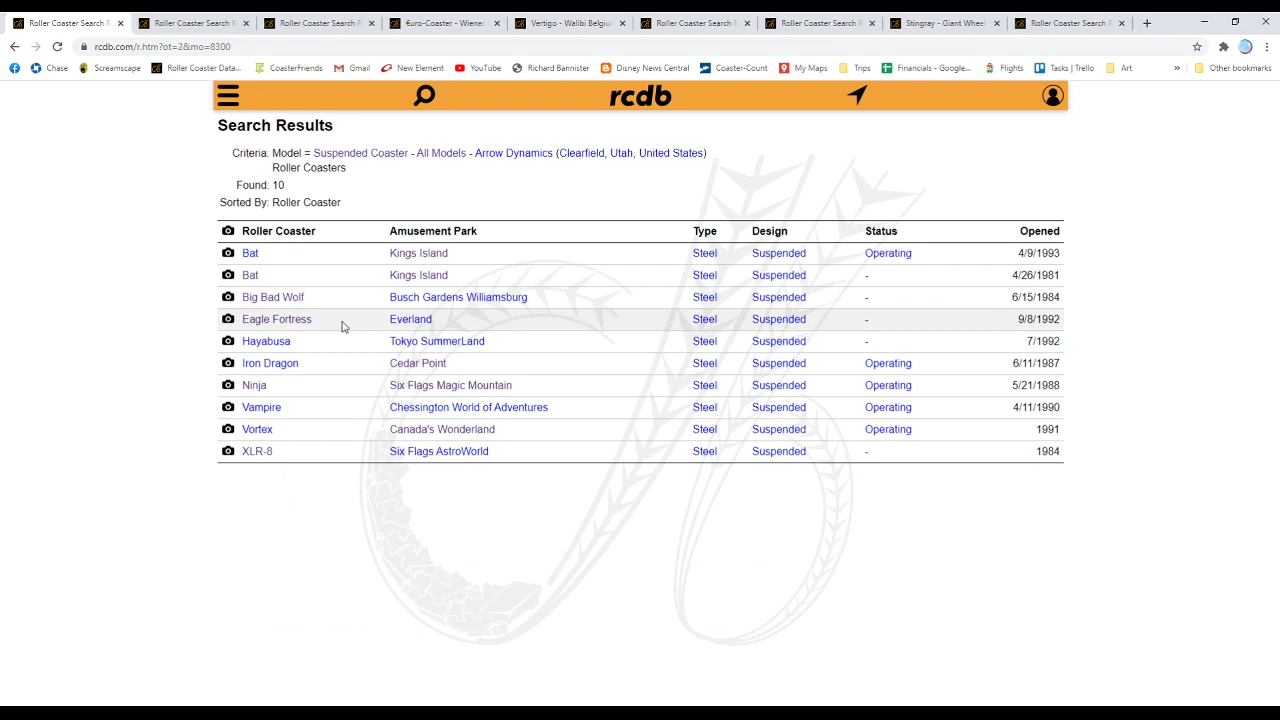 Roller Coaster Search R
Roller Coaster Search R
Roller Coaster Search R
€uro-Coaster - Wiener
Vertigo - Walibi Belgiu
Roller Coaster Search R
Roller Coaster Search R
Stingray - Giant Wheel
Roller Coaster Search R
rcdb.com/r.htm?ot=2&mo=8300
Chase Screamscape Roller Coaster Data... CoasterFriends Gmail New Element YouTube Richard Bannister Disney News Central Coaster-Count My Maps Trips Financials - Google... Flights Tasks | Trello Art » Other bookmarks
rcdb
Search Results
Criteria: Model = Suspended Coaster - All Models - Arrow Dynamics (Clearfield, Utah, United States)
Roller Coasters
Found: 10
Sorted By: Roller Coaster
Roller Coaster Amusement Park Type Design Status Opened
Bat Kings Island Steel Suspended Operating 4/9/1993
Bat Kings Island Steel Suspended - 4/26/1981
Big Bad Wolf Busch Gardens Williamsburg Steel Suspended - 6/15/1984
Eagle Fortress Everland Steel Suspended - 9/8/1992
Hayabusa Tokyo SummerLand Steel Suspended - 7/1992
Iron Dragon Cedar Point Steel Suspended Operating 6/11/1987
Ninja Six Flags Magic Mountain Steel Suspended Operating 5/21/1988
Vampire Chessington World of Adventures Steel Suspended Operating 4/11/1990
Vortex Canada's Wonderland Steel Suspended Operating 1991
XLR-8 Six Flags AstroWorld Steel Suspended - 1984